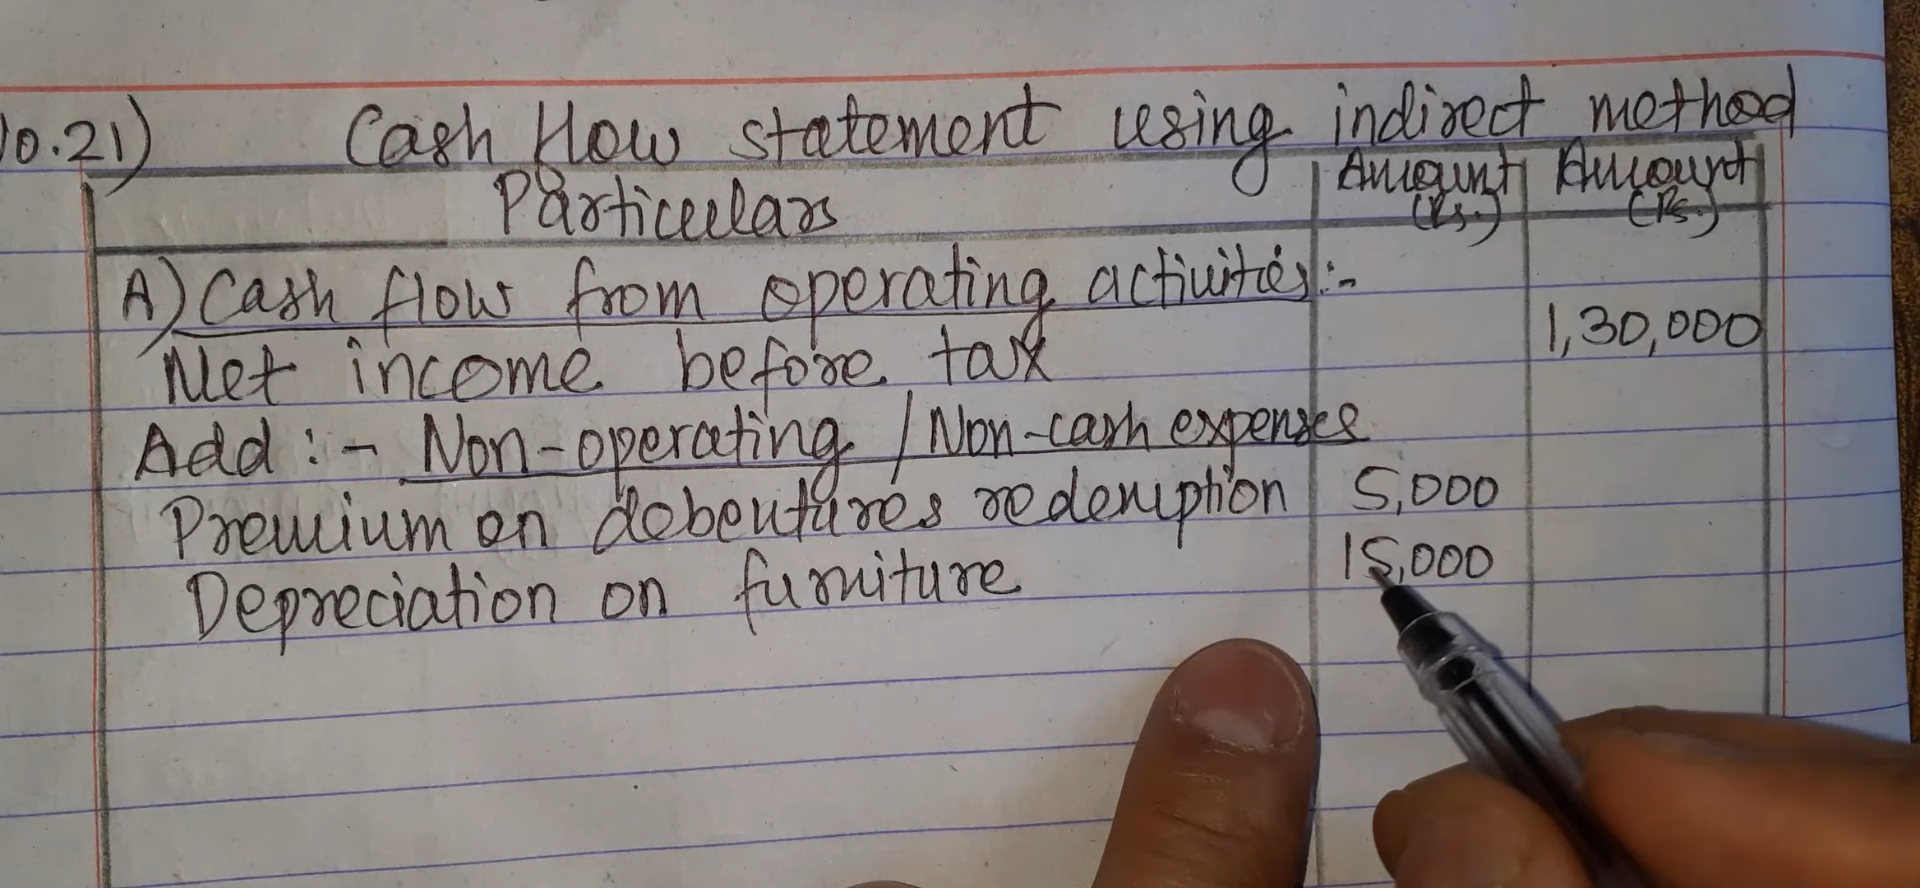 10.21) Cash flow statement using indirect method
Particulars Amount (Rs.) Amount (Rs.)
A) Cash flow from operating activities:-
Net income before tax 1,30,000
Add :- Non-operating / Non-cash expenses
Premium on debentures redemption 5,000
Depreciation on furniture 15,000